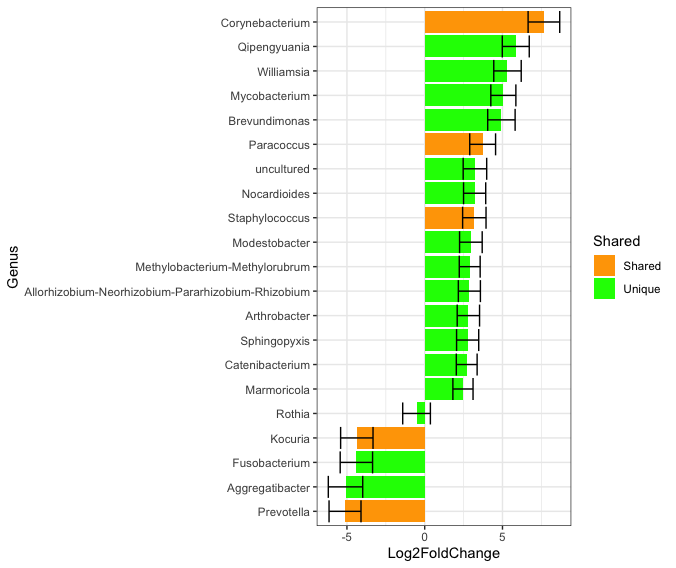 Corynebacterium
Qipengyuania
Williamsia
Mycobacterium
Brevundimonas
Paracoccus
uncultured
Nocardioides
Staphylococcus
Modestobacter
Methylobacterium-Methylorubrum
Allorhizobium-Neorhizobium-Pararhizobium-Rhizobium
Arthrobacter
Sphingopyxis
Catenibacterium
Marmoricola
Rothia
Kocuria
Fusobacterium
Aggregatibacter
Prevotella
Genus
-5 0 5
Log2FoldChange
Shared
Shared
Unique